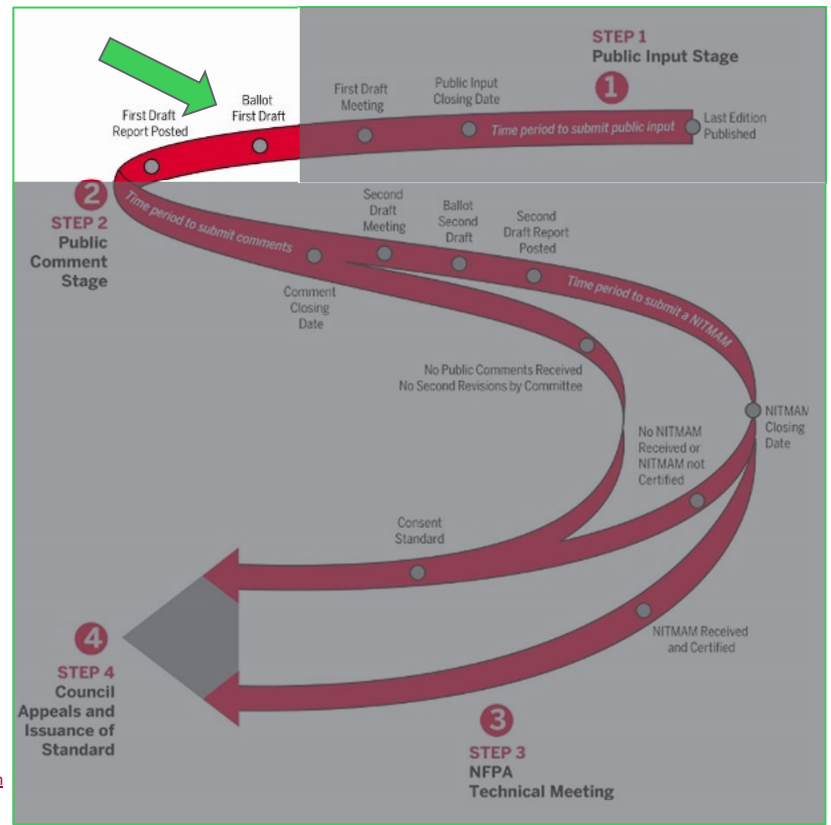 STEP 1
Public Input Stage
1
Public Input
Closing Date
First Draft
Meeting
Ballot
First Draft
First Draft
Report Posted
Time period to submit public input
Last Edition
Published
2
STEP 2
Public
Comment
Stage
Time period to submit comments
Comment
Closing
Date
Second
Draft
Meeting
Ballot
Second
Draft
Second
Draft Report
Posted
Time period to submit a NITMAM
No Public Comments Received
No Second Revisions by Committee
NITMAM
Closing
Date
No NITMAM
Received or
NITMAM not
Certified
Consent
Standard
NITMAM Received
and Certified
3
STEP 3
NFPA
Technical Meeting
4
STEP 4
Council
Appeals and
Issuance of
Standard